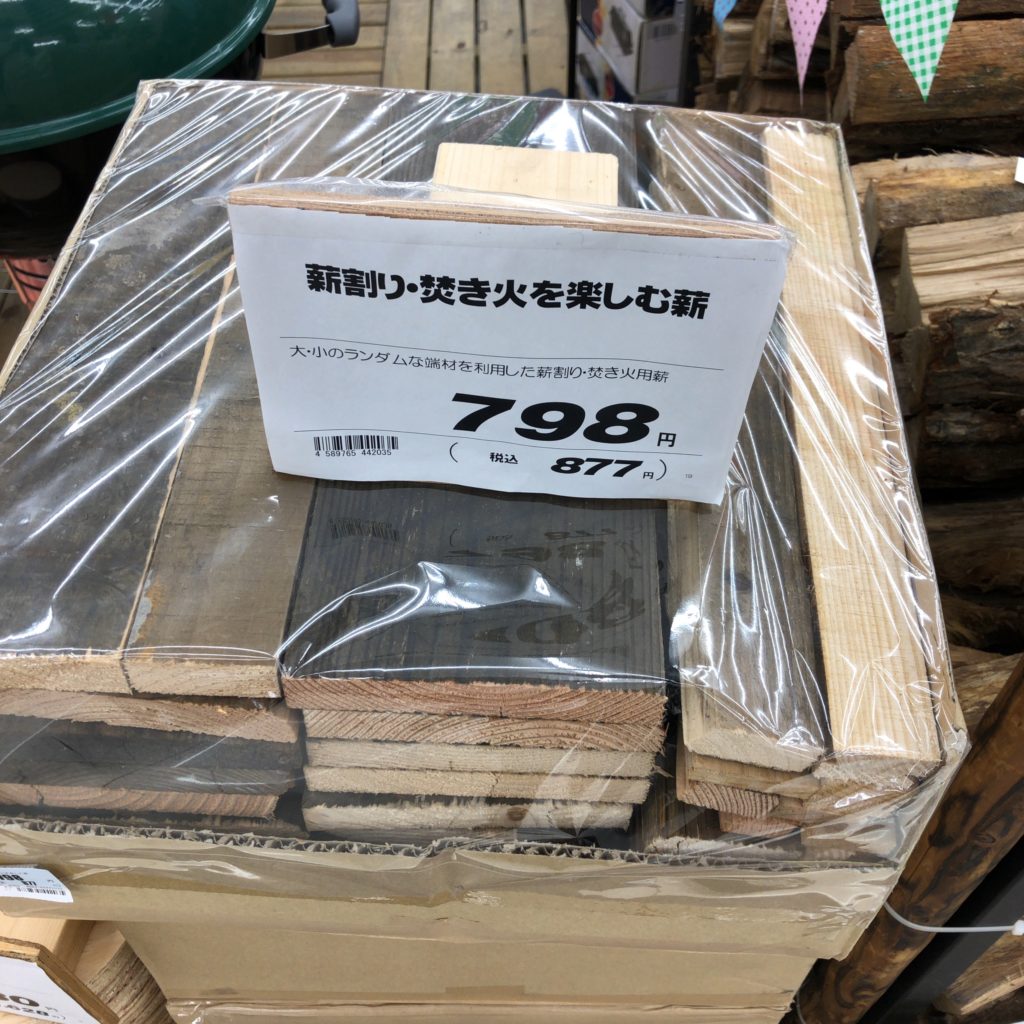 薪割り・焚き火を楽しむ薪
大・小のランダムな端材を利用した薪割り・焚き火用薪
798円
4 589765 442035
(税込 877円)